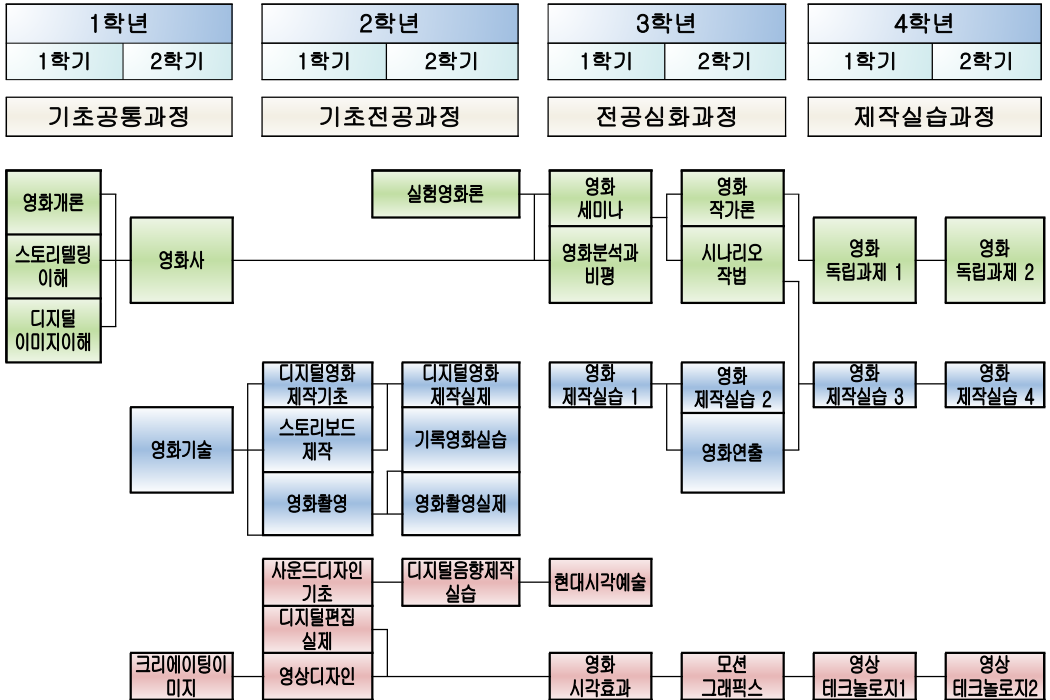 1학년
2학년
3학년
4학년
1학기
2학기
1학기
2학기
1학기
2학기
1학기
2학기
기초공통과정
기초전공과정
전공심화과정
제작실습과정
영화개론
스토리텔링
이해
디지털
이미지이해
영화사
실험영화론
영화
세미나
영화분석과
비평
영화
작가론
시나리오
작법
영화
독립과제 1
영화
독립과제 2
영화기술
디지털영화
제작기초
스토리보드
제작
영화촬영
디지털영화
제작실제
기록영화실습
영화촬영실제
영화
제작실습 1
영화
제작실습 2
영화연출
영화
제작실습 3
영화
제작실습 4
사운드디자인
기초
디지털음향제작
실습
현대시각예술
디지털편집
실제
크리에이팅이
미지
영상디자인
영화
시각효과
모션
그래픽스
영상
테크놀로지1
영상
테크놀로지2